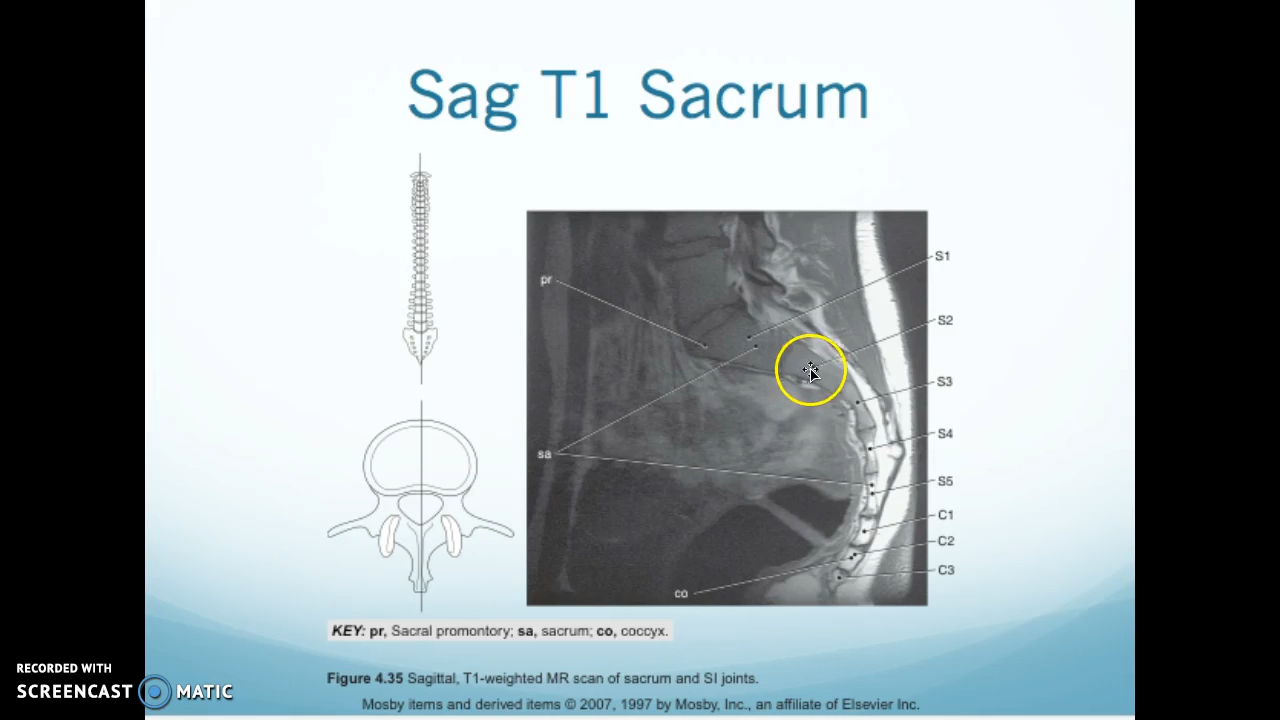 Sag T1 Sacrum
pr
S1
S2
S3
S4
sa
S5
C1
C2
C3
co
KEY: pr, Sacral promontory; sa, sacrum; co, coccyx.
Figure 4.35 Sagittal, T1-weighted MR scan of sacrum and SI joints.
Mosby items and derived items © 2007, 1997 by Mosby, Inc., an affiliate of Elsevier Inc.
RECORDED WITH
SCREENCAST MATIC